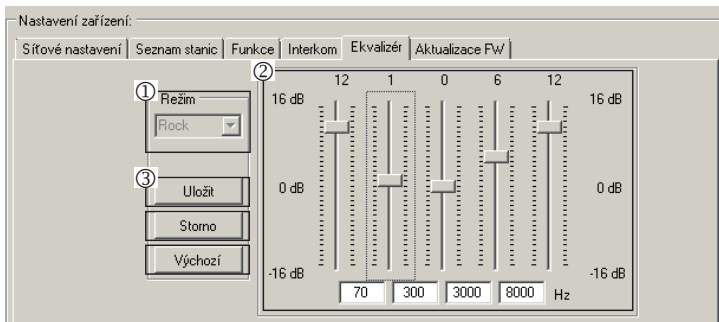 Nastavení zařízení:
Síťové nastavení Seznam stanic Funkce Interkom Ekvalizér Aktualizace FW
① Režim
Rock
③ Uložit
Storno
Výchozí
② 12 1 0 6 12
16 dB 16 dB
0 dB 0 dB
-16 dB -16 dB
70 300 3000 8000 Hz